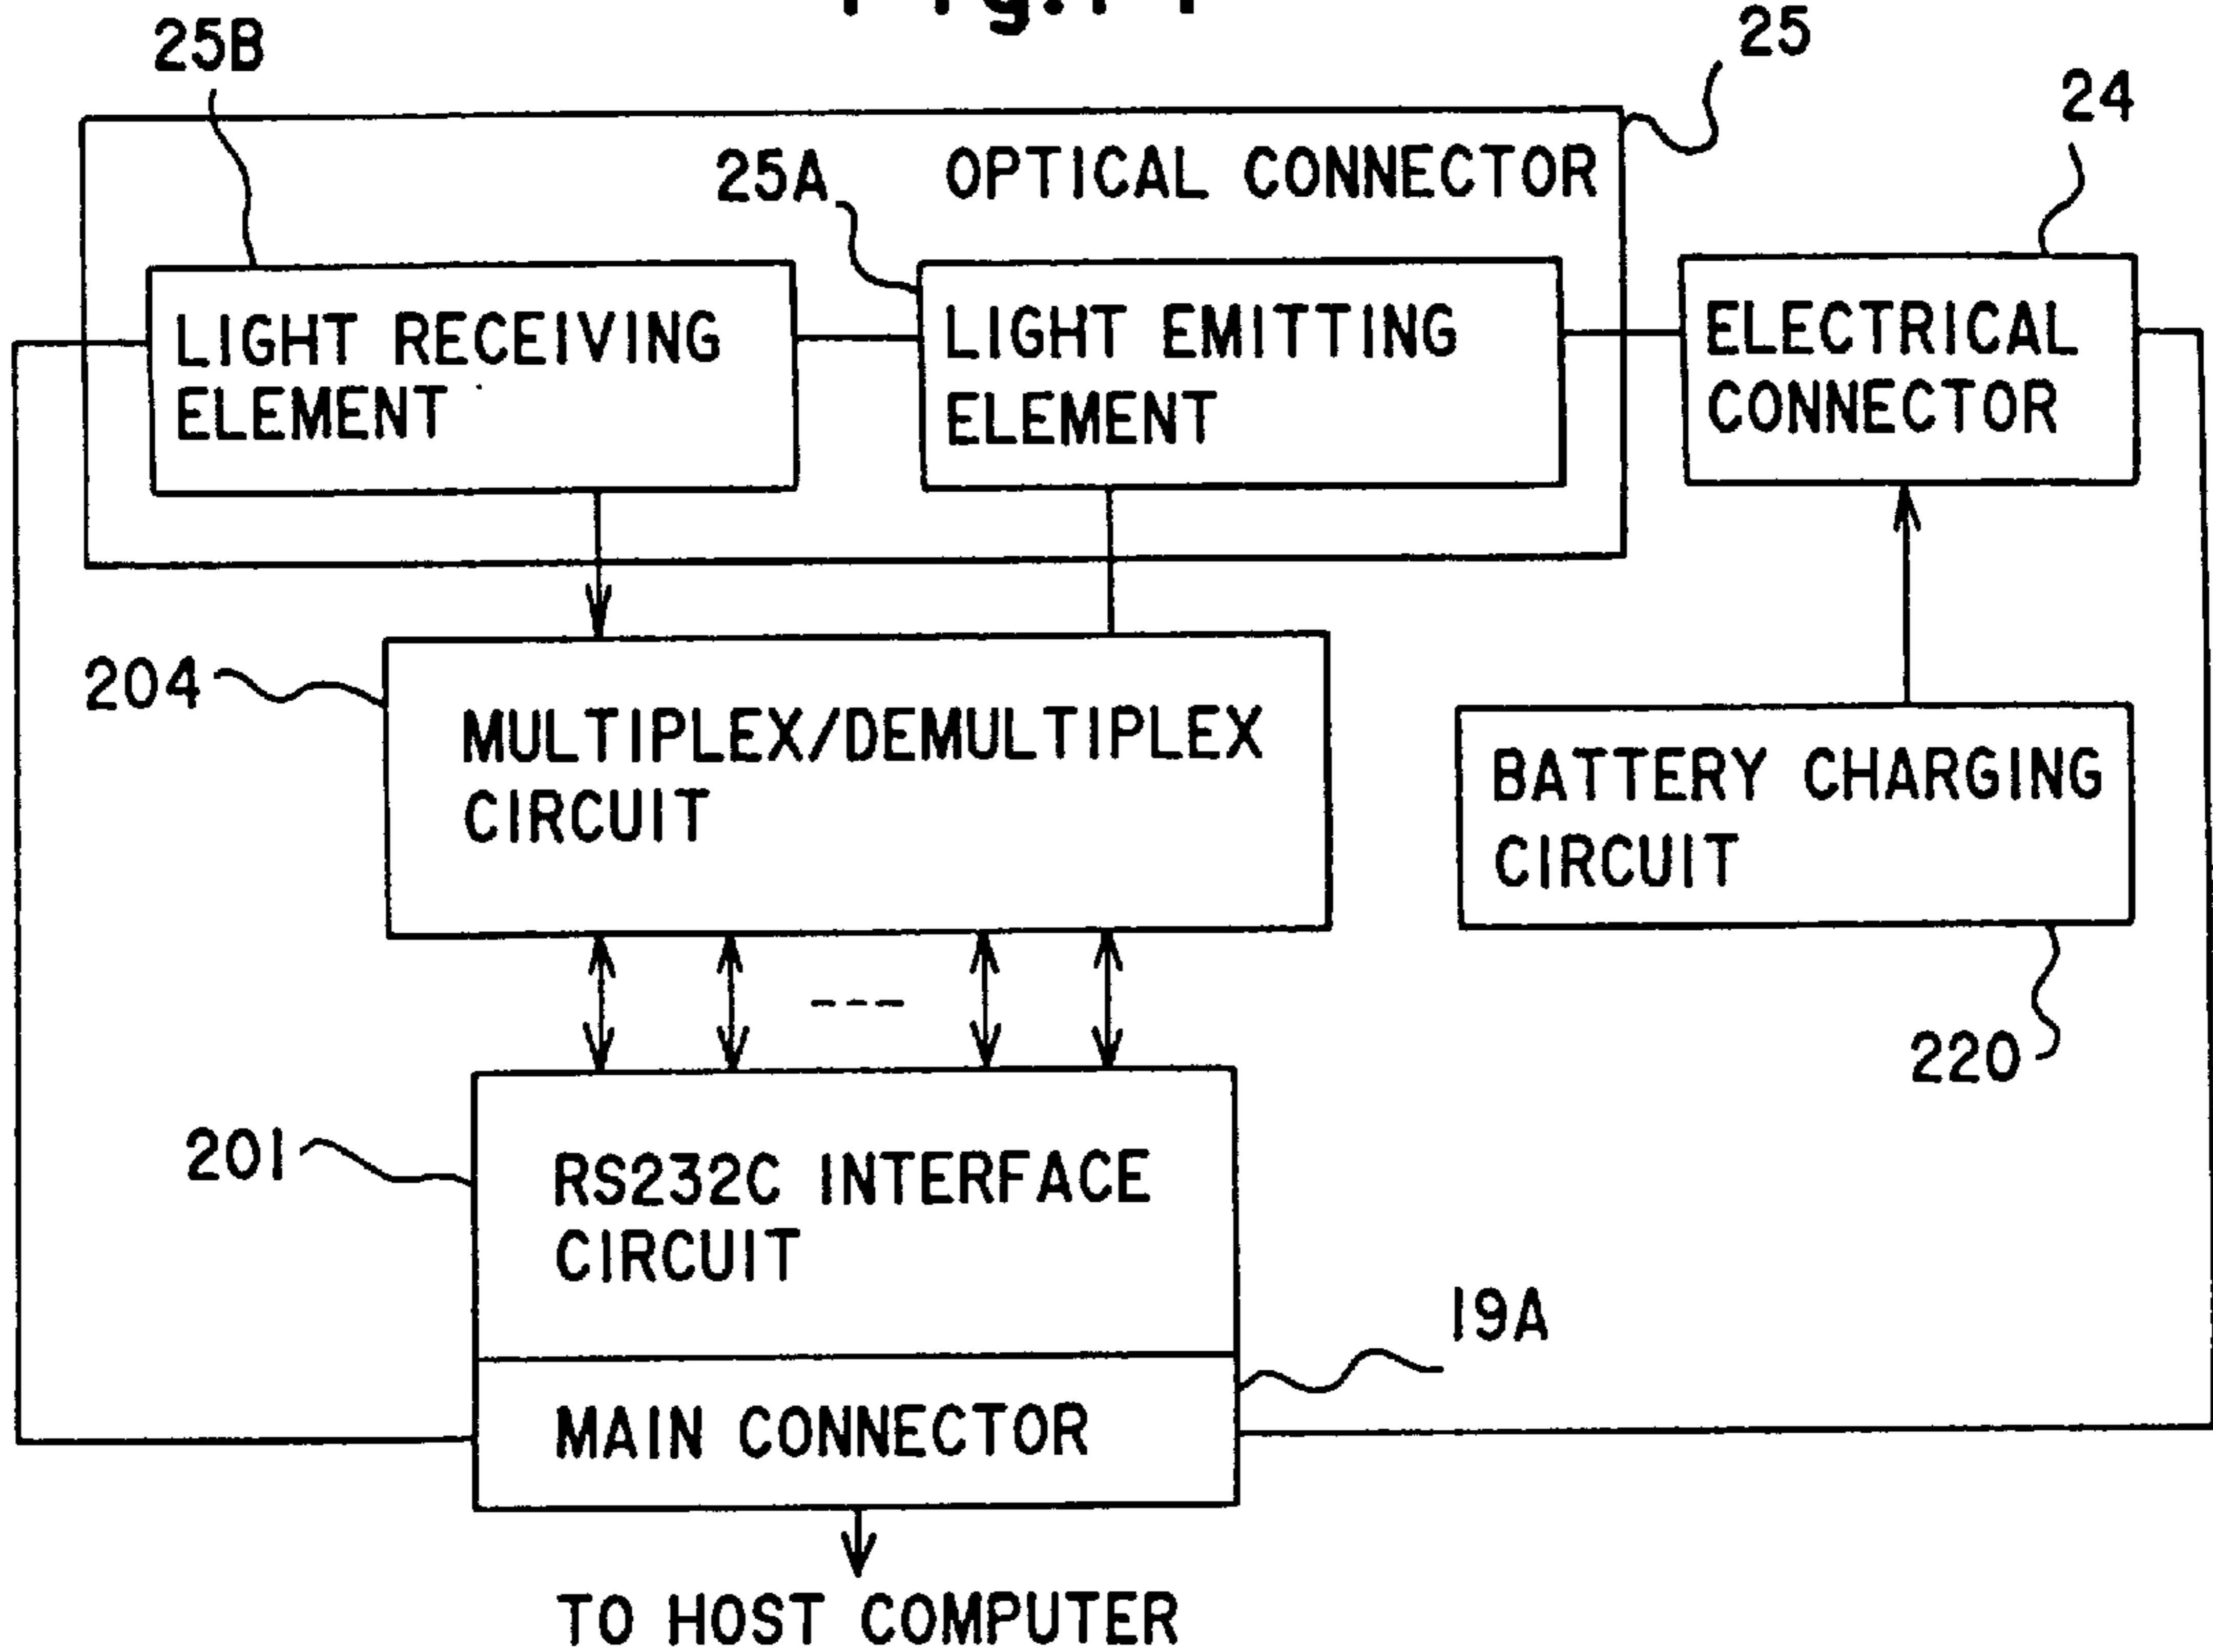 25B
25
24
25A
OPTICAL CONNECTOR
LIGHT RECEIVING
ELEMENT
LIGHT EMITTING
ELEMENT
ELECTRICAL
CONNECTOR
204
MULTIPLEX/DEMULTIPLEX
CIRCUIT
BATTERY CHARGING
CIRCUIT
220
201
RS232C INTERFACE
CIRCUIT
19A
MAIN CONNECTOR
TO HOST COMPUTER